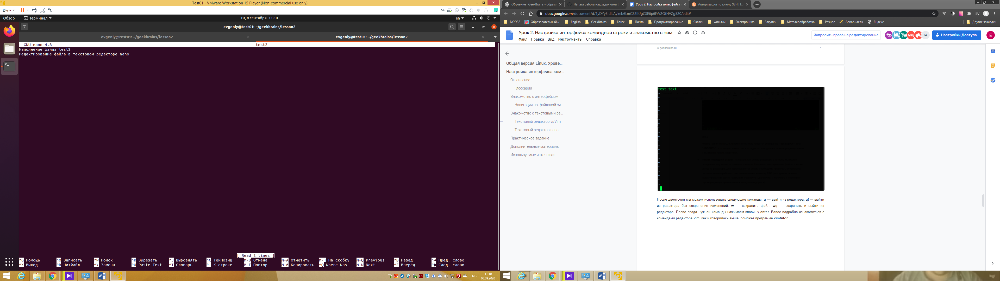 Test01 - VMware Workstation 15 Player (Non-commercial use only)
Player
Обзор
Терминал
Вт, 8 сентября 11:10
en
evgeniy@test01: ~/geekbrains/lesson2
evgeniy@test01: ~/geekbrains/lesson2
evgeniy@test01: ~/geekbrains/lesson2
GNU nano 4.8
test2
Наполнение файла test2
Редактирование файла в текстовом редакторе nano
[ Read 2 lines ]
^G Помощь ^O Записать ^W Поиск ^K Вырезать ^J Выровнять ^C ТекПозиц M-U Отмена M-A Отметить M-] На скобку M-Q Previous ^B Назад ^◀ Пред. слово
^X Выход ^R ЧитФайл ^\ Замена ^U Paste Text ^T Словарь ^_ К строке M-E Повтор M-6 Копировать ^Q Where Was M-W Next ^F Вперёд ^▶ След. слово
ENG
11:10
08.09.2020
Обучение | GeekBrains - образо
Начата работа над заданиями
Урок 2. Настройка интерфейса
Авторизация по ключу SSH | Lo
docs.google.com/document/d/1yDYy8IdlLAykeb6LmCZ2IKJgCSE6p6FrV2QtHVZg520/edit#
NOD32
Образовательный...
English
GeekBrains
Forex
Почта
Программирование
Сказки
Фильмы
Электроника
Закупки
Металлообработка
Разное
Авиабилеты
Яндекс
Другие закладки
Урок 2. Настройка интерфейса командной строки и знакомство с ним
Файл Правка Вид Инструменты Справка
+4
Запросить права на редактирование
Настройки Доступа
E
Общая версия Linux. Урове...
Настройка интерфейса ком...
Оглавление
Глоссарий
Знакомство с интерфейсом
Навигация по файловой си...
Знакомство с текстовыми ре...
Текстовый редактор vi/Vim
Текстовый редактор nano
Практическое задание
Дополнительные материалы
Используемые источники
© geekbrains.ru
7
test text
:
После двоеточия мы можем использовать следующие команды: q — выйти из редактора, q! — выйти
из редактора без сохранения изменений, w — сохранить файл, wq — сохранить и выйти из
редактора. После ввода нужной команды нажимаем клавишу enter. Более подробно ознакомиться с
командами редактора Vim, как и говорилось выше, поможет программа vimtutor.